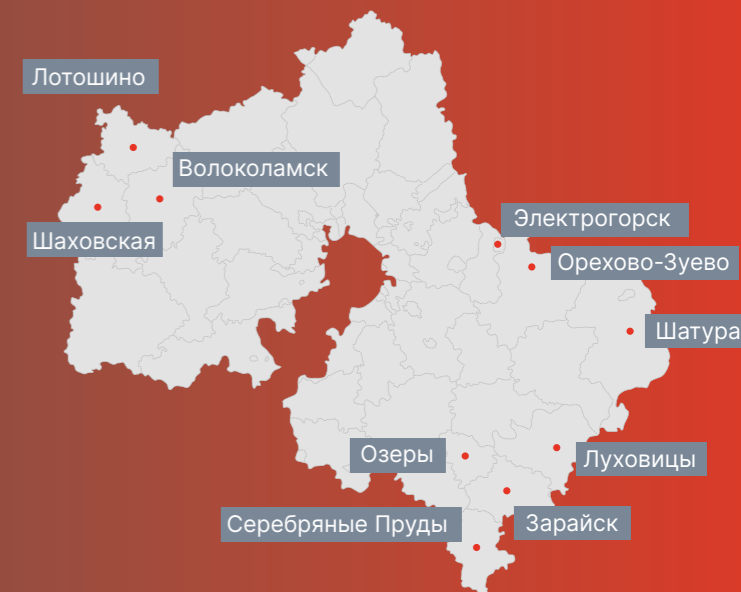 Лотошино
Волоколамск
Шаховская
Электрогорск
Орехово-Зуево
Шатура
Озеры
Луховицы
Серебряные Пруды
Зарайск